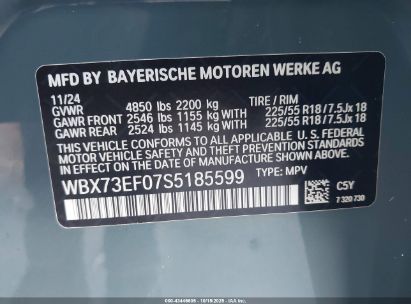 MFD BY BAYERISCHE MOTOREN WERKE AG
11/24
GVWR 4850 lbs 2200 kg TIRE / RIM
GAWR FRONT 2546 lbs 1155 kg WITH 225/55 R18 / 7.5Jx 18
GAWR REAR 2524 lbs 1145 kg WITH 225/55 R18 / 7.5Jx 18
THIS VEHICLE CONFORMS TO ALL APPLICABLE FEDERAL MOTOR
VEHICLE SAFETY, BUMPER, AND THEFT PREVENTION STANDARDS
IN EFFECT ON THE DATE OF MANUFACTURE SHOWN ABOVE.
WBX73EF07S5185599 TYPE: MPV
C5Y
7 320 730